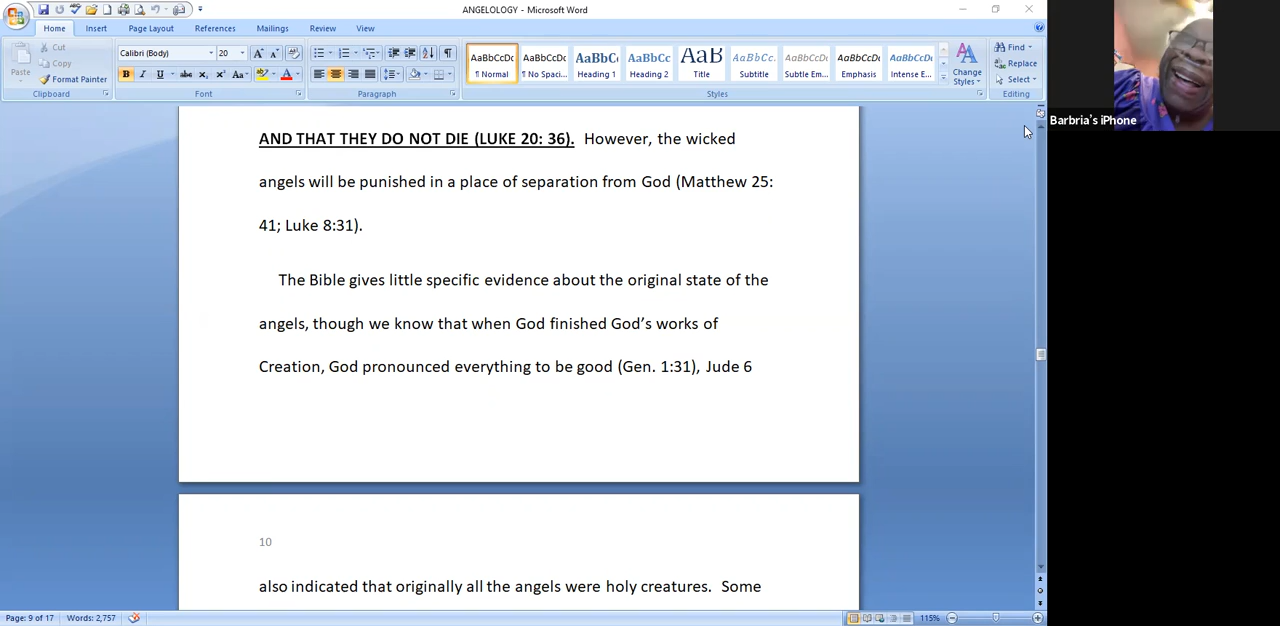 ANGELOLOGY - Microsoft Word
Home Insert Page Layout References Mailings Review View
Paste
Cut
Copy
Format Painter
Clipboard
Calibri (Body) 20
Font
Paragraph
AaBbCcDc AaBbCcDc AaBbC AaBbCc AaB AaBbCc. AaBbCcDc AaBbCcDc AaBbCcDc
¶ Normal ¶ No Spaci... Heading 1 Heading 2 Title Subtitle Subtle Em... Emphasis Intense E...
Change
Styles
Styles
Find
Replace
Select
Editing
Barbria's iPhone
AND THAT THEY DO NOT DIE (LUKE 20: 36). However, the wicked
angels will be punished in a place of separation from God (Matthew 25:
41; Luke 8:31).
The Bible gives little specific evidence about the original state of the
angels, though we know that when God finished God's works of
Creation, God pronounced everything to be good (Gen. 1:31), Jude 6
10
also indicated that originally all the angels were holy creatures. Some
Page: 9 of 17 Words: 2,757 115%